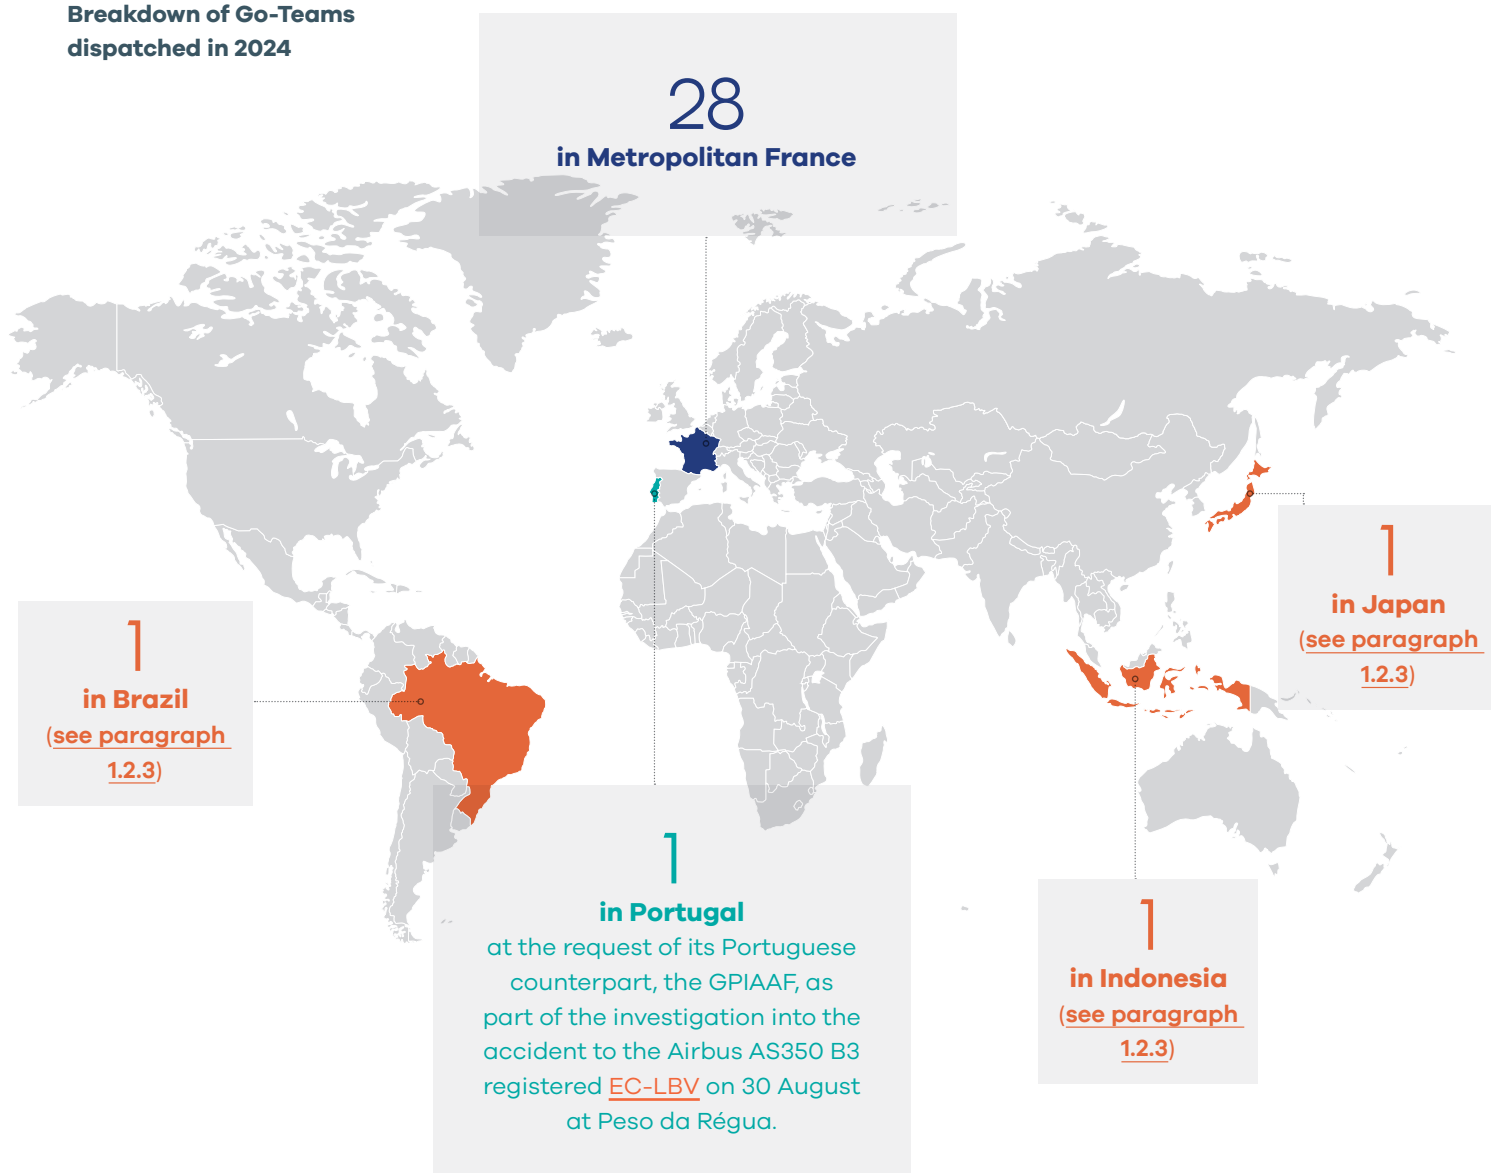 Breakdown of Go-Teams
dispatched in 2024
28
in Metropolitan France
1
in Japan
(see paragraph
1.2.3)
1
in Brazil
(see paragraph
1.2.3)
1
in Portugal
at the request of its Portuguese
counterpart, the GPIAAF, as
part of the investigation into the
accident to the Airbus AS350 B3
registered EC-LBV on 30 August
at Peso da Régua.
1
in Indonesia
(see paragraph
1.2.3)